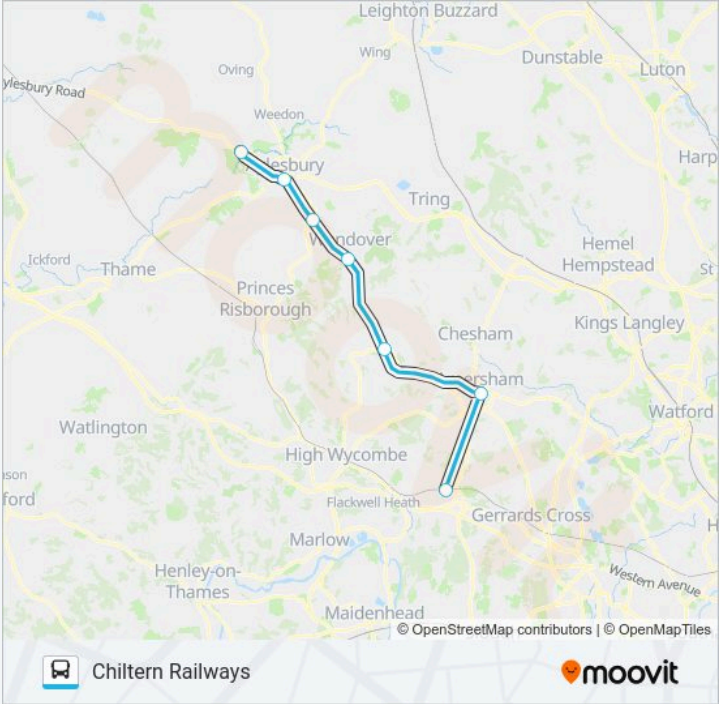 Leighton Buzzard
Wing
Oving
Dunstable
Luton
ylesbury Road
Weedon
lesbury
Harp
Tring
Wendover
Hemel
Hempstead
St
Ickford
Thame
Princes
Risborough
Kings Langley
Chesham
ersham
Watford
Watlington
High Wycombe
nson
ford
Flackwell Heath
Gerrards Cross
H
Marlow
Henley-on-
Thames
Western Avenue
Maidenhead
© OpenStreetMap contributors | © OpenMapTiles
Chiltern Railways
moovit